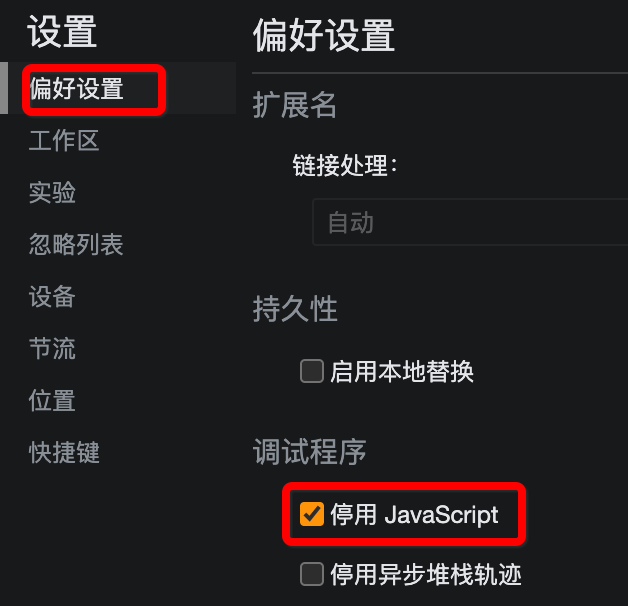 设置
偏好设置
工作区
实验
忽略列表
设备
节流
位置
快捷键
偏好设置
扩展名
链接处理：
自动
持久性
启用本地替换
调试程序
停用 JavaScript
停用异步堆栈轨迹